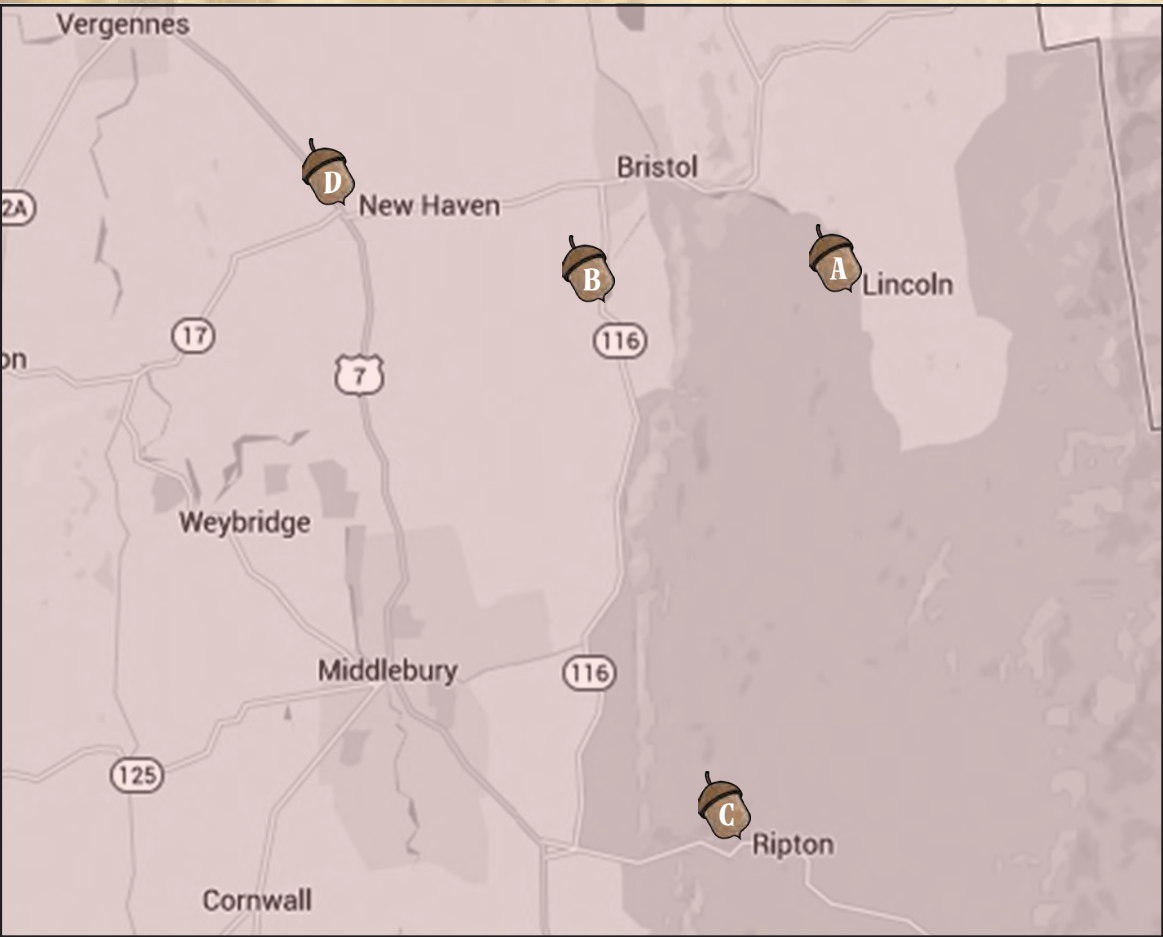 Vergennes
D
Bristol
2A
New Haven
B
A
Lincoln
17
116
on
7
Weybridge
Middlebury
116
125
C
Ripton
Cornwall